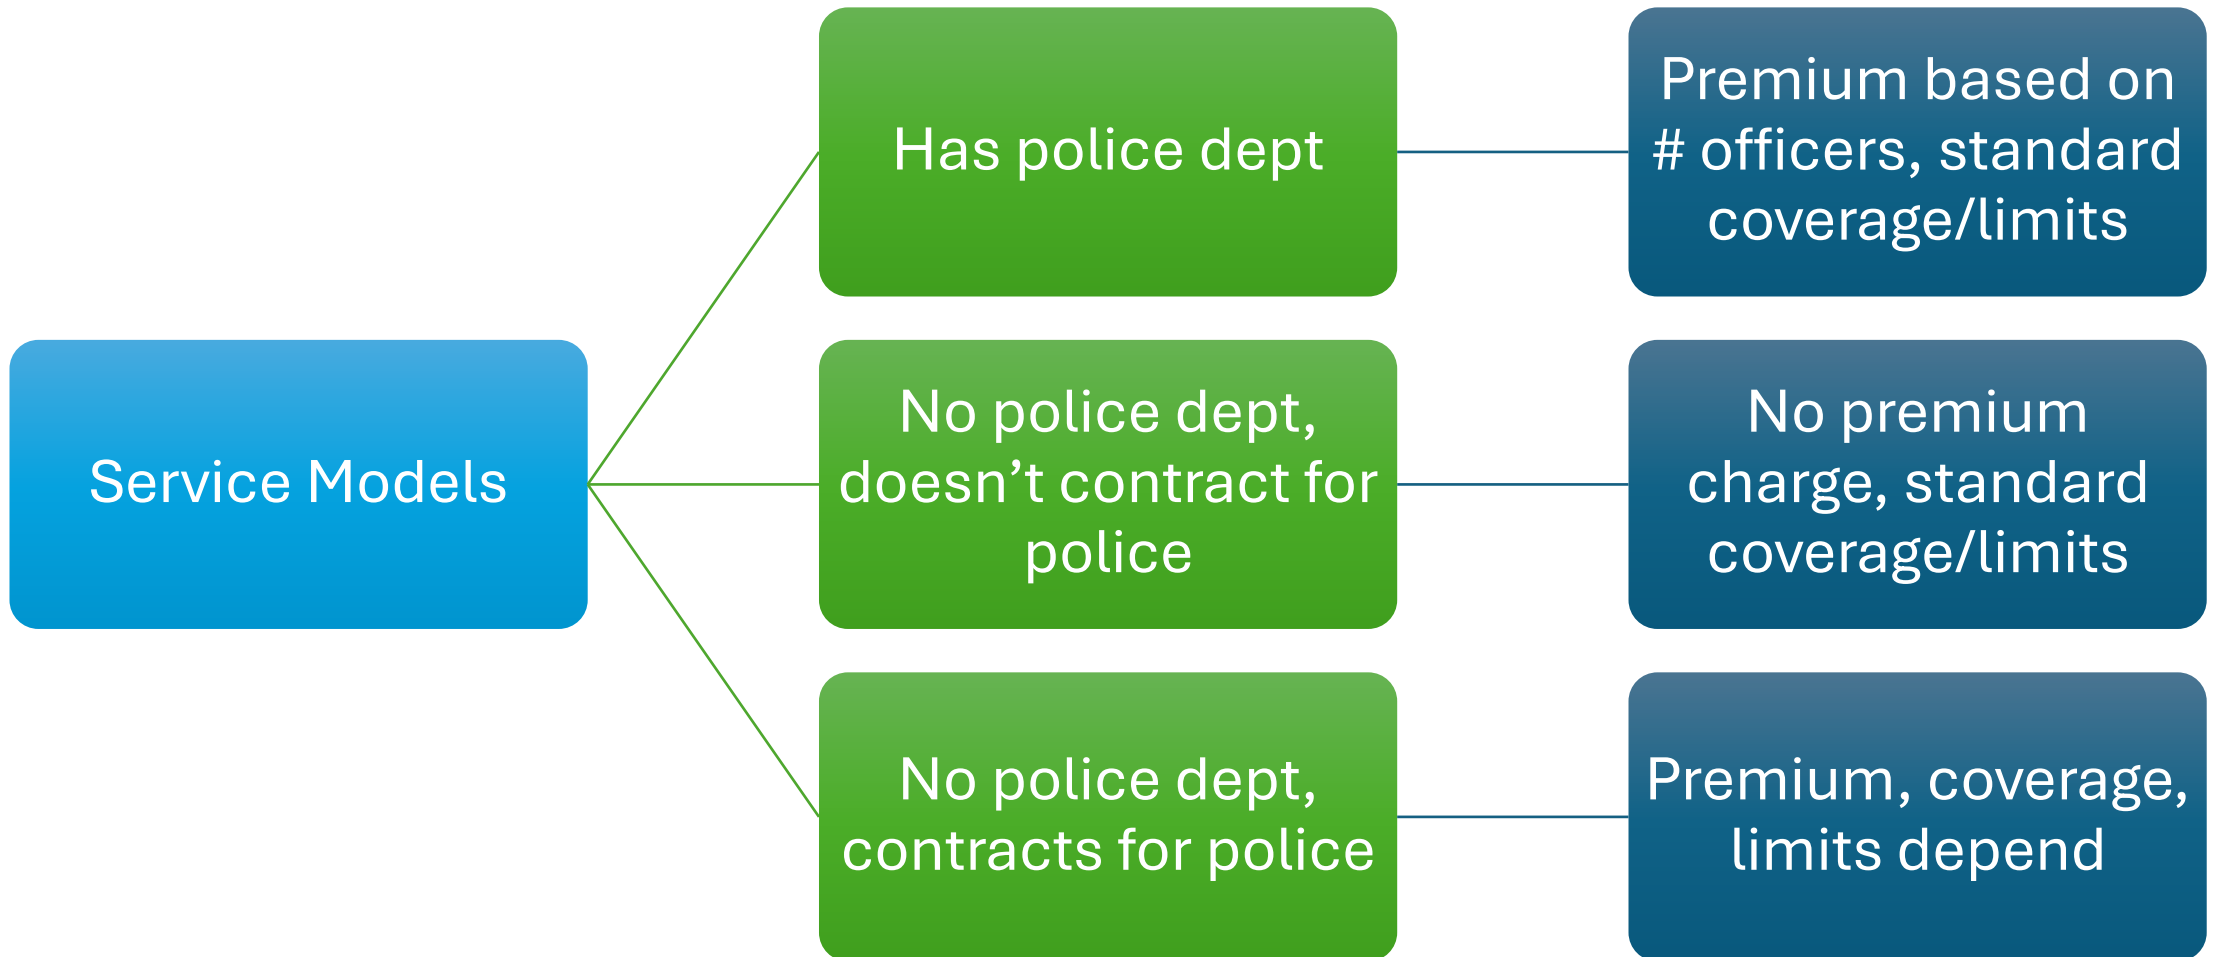 Service Models
Has police dept
Premium based on
# officers, standard
coverage/limits
No police dept,
doesn’t contract for
police
No premium
charge, standard
coverage/limits
No police dept,
contracts for police
Premium, coverage,
limits depend